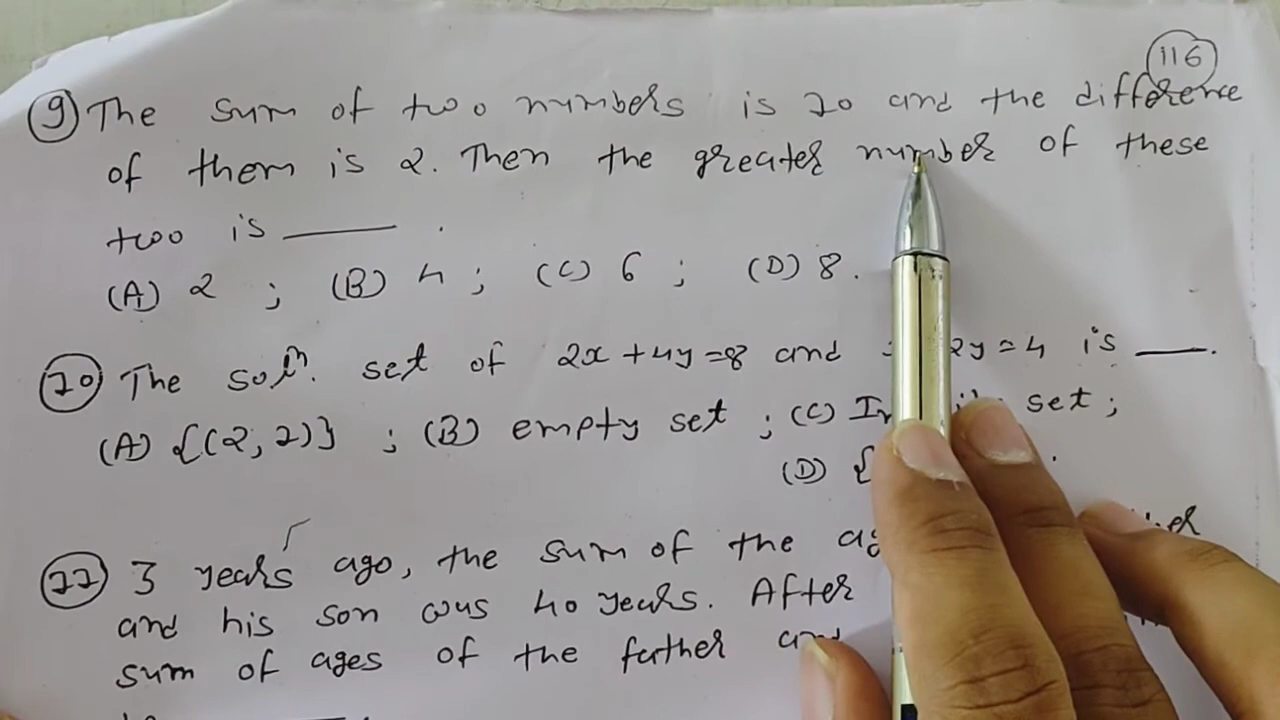 116
9 The sum of two numbers is 10 and the difference
of them is 2. Then the greater number of these
two is ____ .
(A) 2 ; (B) 4 ; (C) 6 ; (D) 8.
10 The solⁿ. set of 2x + 4y = 8 and 2y = 4 is ____.
(A) {(2, 2)} ; (B) empty set ; (C) set ;
(D) {
11 3 years ago, the sum of the
and his son was 40 years. After
sum of ages of the father